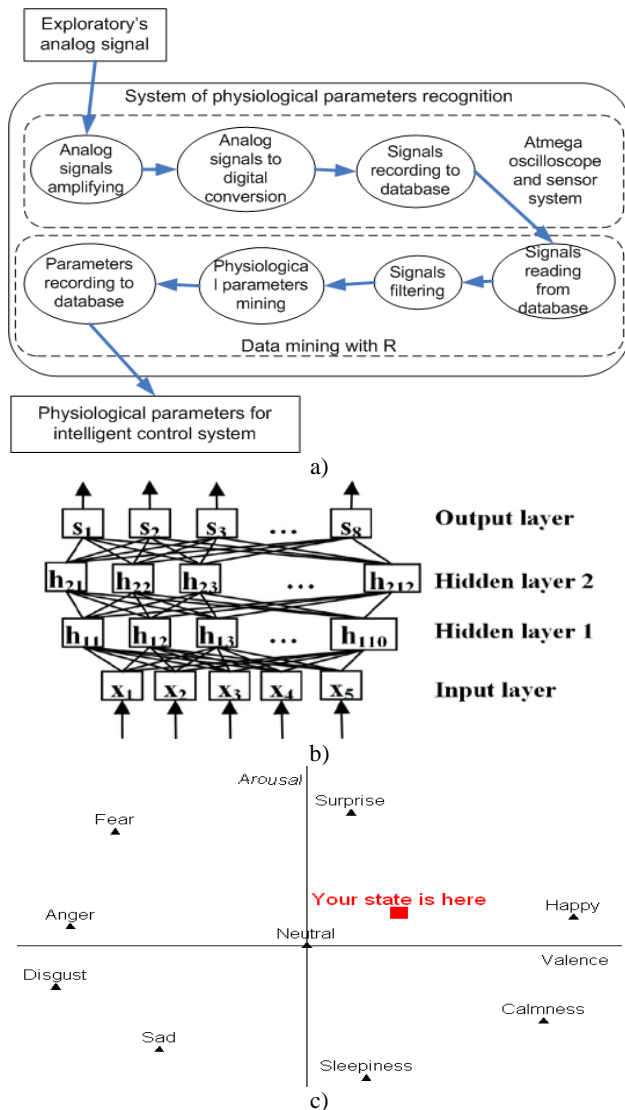 Exploratory's
analog signal
System of physiological parameters recognition
Analog
signals
amplifying
Analog
signals to
digital
conversion
Signals
recording to
database
Atmega
oscilloscope
and sensor
system
Parameters
recording to
database
Physiologica
l parameters
mining
Signals
filtering
Signals
reading
from
database
Data mining with R
Physiological parameters for
intelligent control system
a)
s1 s2 s3 ... s8 Output layer
h21 h22 h23 ... h212 Hidden layer 2
h11 h12 h13 ... h110 Hidden layer 1
x1 x2 x3 x4 x5 Input layer
b)
Arousal
Surprise
Fear
Your state is here
Anger
Happy
Neutral
Valence
Disgust
Calmness
Sad
Sleepiness
c)